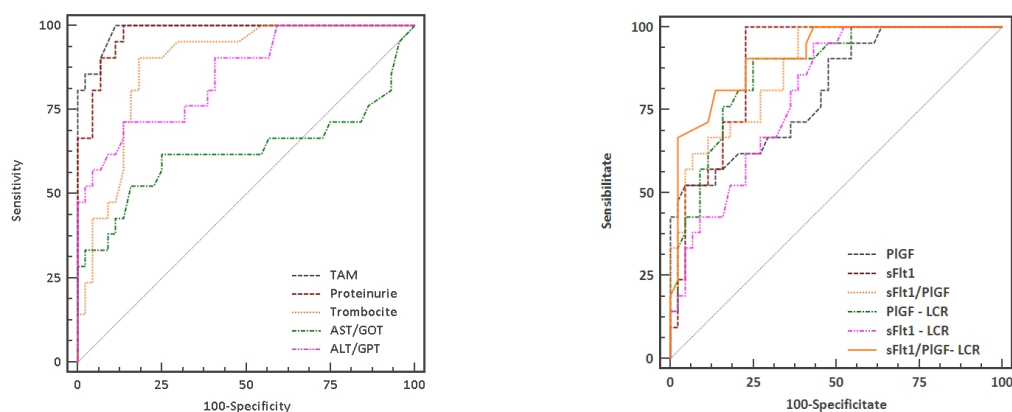 100
75
50
25
0
Sensitivity
TAM
Proteinurie
Trombocite
AST/GOT
ALT/GPT
0 25 50 75 100
100-Specificity
100
75
50
25
0
Sensibilitate
PlGF
sFlt1
sFlt1/PlGF
PlGF - LCR
sFlt1 - LCR
sFlt1/PlGF- LCR
0 25 50 75 100
100-Specificitate